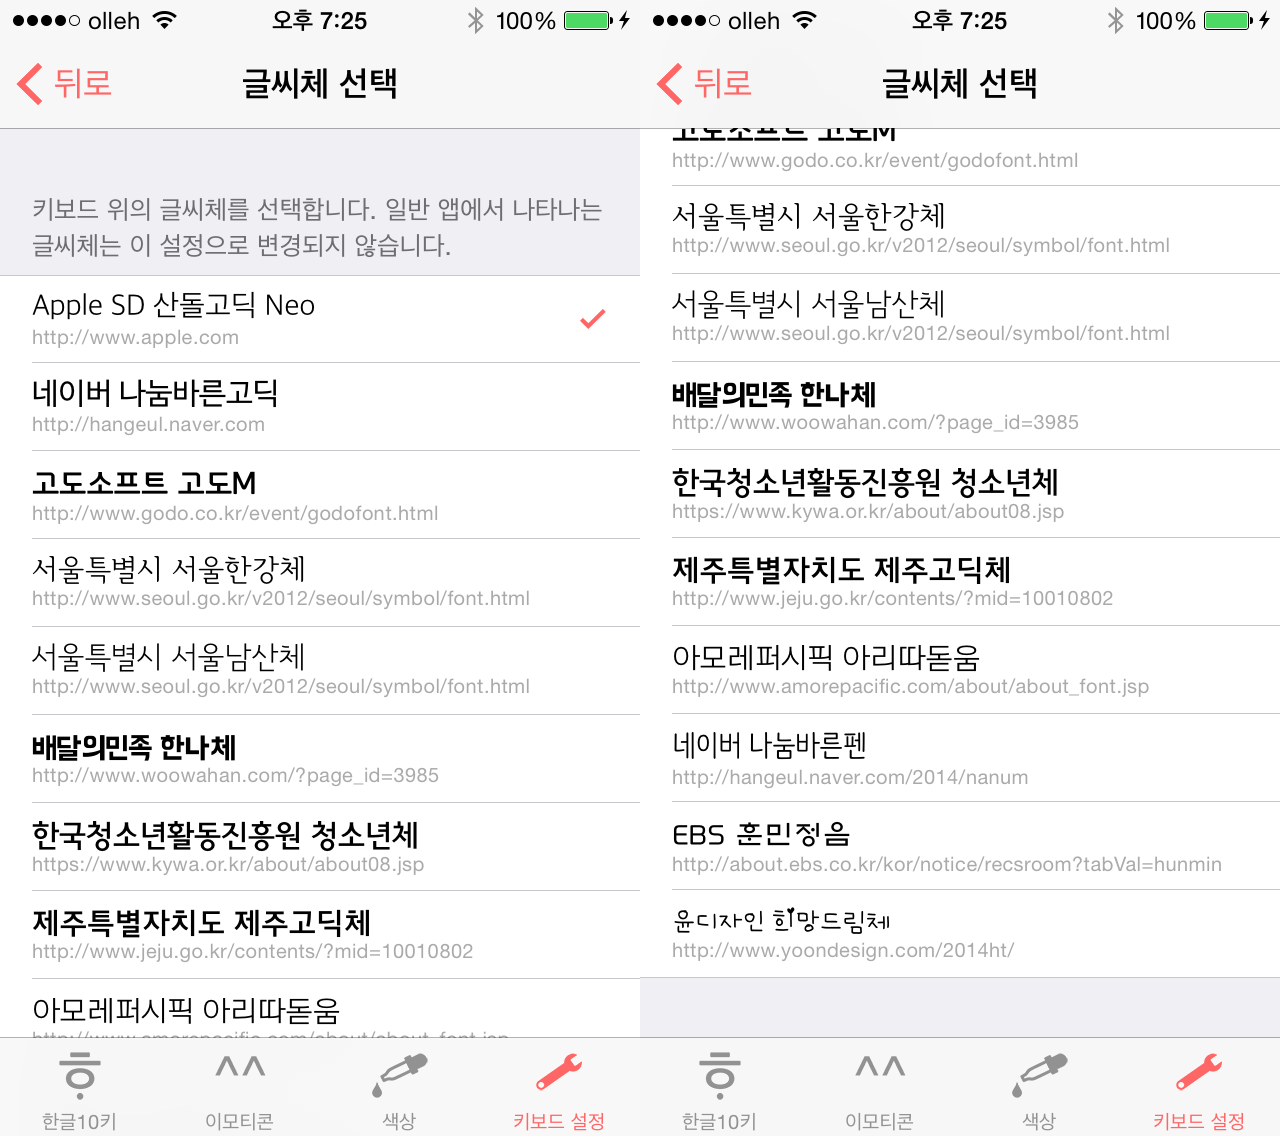 olleh 오후 7:25 100%
뒤로 글씨체 선택
키보드 위의 글씨체를 선택합니다. 일반 앱에서 나타나는
글씨체는 이 설정으로 변경되지 않습니다.
Apple SD 산돌고딕 Neo
http://www.apple.com
네이버 나눔바른고딕
http://hangeul.naver.com
고도소프트 고도M
http://www.godo.co.kr/event/godofont.html
서울특별시 서울한강체
http://www.seoul.go.kr/v2012/seoul/symbol/font.html
서울특별시 서울남산체
http://www.seoul.go.kr/v2012/seoul/symbol/font.html
배달의민족 한나체
http://www.woowahan.com/?page_id=3985
한국청소년활동진흥원 청소년체
https://www.kywa.or.kr/about/about08.jsp
제주특별자치도 제주고딕체
http://www.jeju.go.kr/contents/?mid=10010802
아모레퍼시픽 아리따돋움
http://www.amorepacific.com/about/about_font.jsp
한글10키 이모티콘 색상 키보드 설정
olleh 오후 7:25 100%
뒤로 글씨체 선택
고도소프트 고도M
http://www.godo.co.kr/event/godofont.html
서울특별시 서울한강체
http://www.seoul.go.kr/v2012/seoul/symbol/font.html
서울특별시 서울남산체
http://www.seoul.go.kr/v2012/seoul/symbol/font.html
배달의민족 한나체
http://www.woowahan.com/?page_id=3985
한국청소년활동진흥원 청소년체
https://www.kywa.or.kr/about/about08.jsp
제주특별자치도 제주고딕체
http://www.jeju.go.kr/contents/?mid=10010802
아모레퍼시픽 아리따돋움
http://www.amorepacific.com/about/about_font.jsp
네이버 나눔바른펜
http://hangeul.naver.com/2014/nanum
EBS 훈민정음
http://about.ebs.co.kr/kor/notice/recsroom?tabVal=hunmin
윤디자인 희망드림체
http://www.yoondesign.com/2014ht/
한글10키 ^^ 이모티콘 색상 키보드 설정